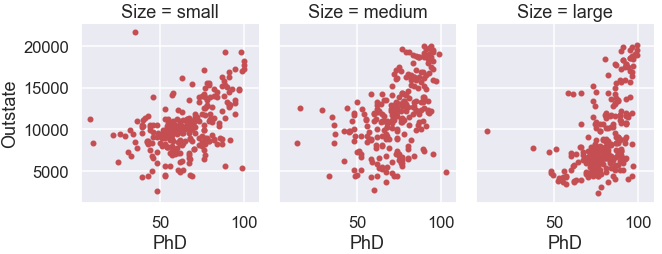 Size = small
Size = medium
Size = large
Outstate
20000
15000
10000
5000
50
100
50
100
50
100
PhD
PhD
PhD